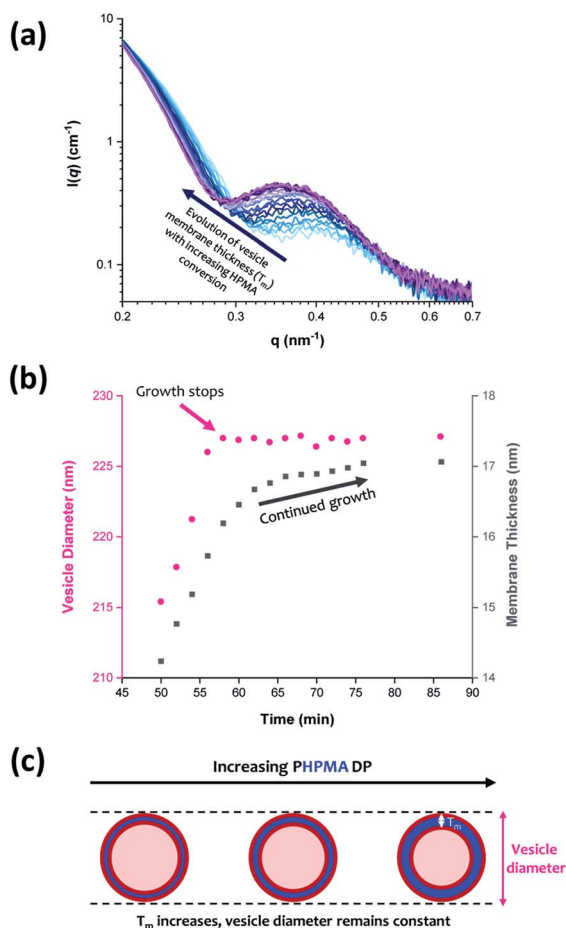 (a)
10
1
0.1
I(q) (cm⁻¹)
Evolution of vesicle
membrane thickness (Tₘ)
with increasing HPMA
conversion
0.2 0.3 0.4 0.5 0.6 0.7
q (nm⁻¹)
(b)
230
225
220
215
210
Vesicle Diameter (nm)
Growth stops
Continued growth
18
17
16
15
14
Membrane Thickness (nm)
45 50 55 60 65 70 75 80 85 90
Time (min)
(c)
Increasing PHPMA DP
Tₘ
Vesicle
diameter
Tₘ increases, vesicle diameter remains constant